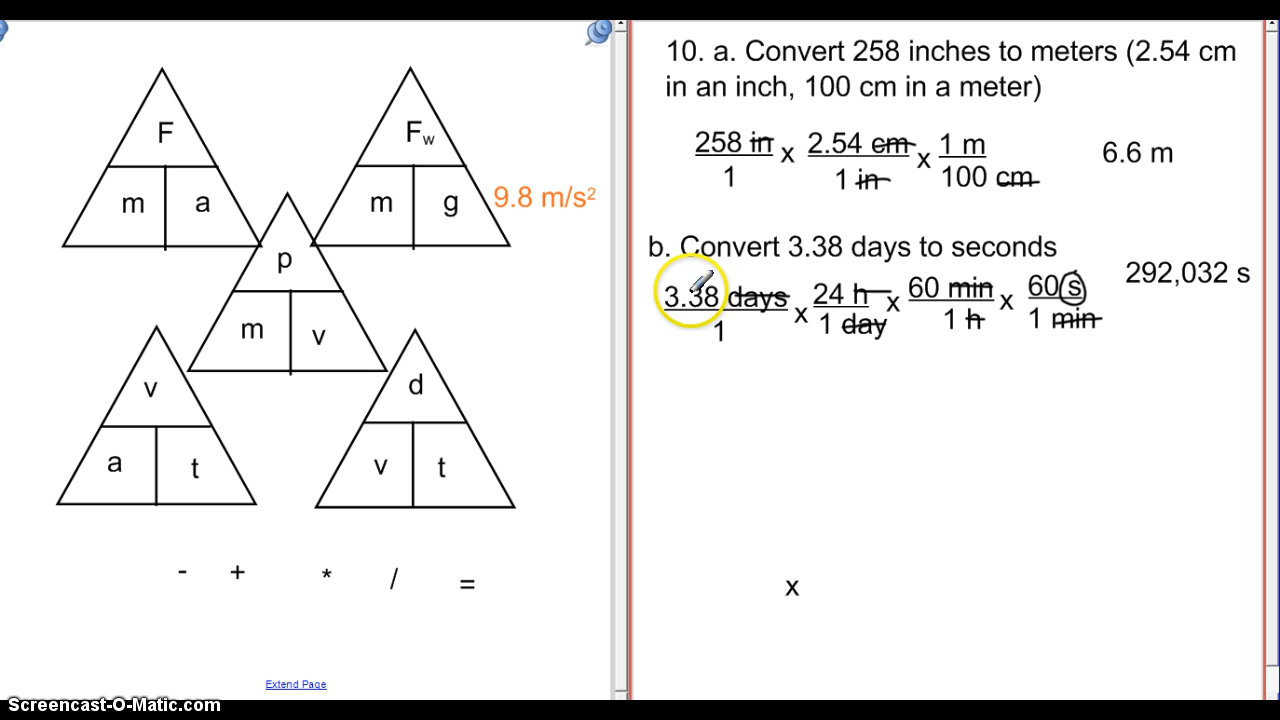 F
m a
Fw
m g
9.8 m/s²
p
m v
v
a t
d
v t
- + * / =
Extend Page
10. a. Convert 258 inches to meters (2.54 cm
in an inch, 100 cm in a meter)
258 in x 2.54 cm x 1 m
1 1 in 100 cm
6.6 m
b. Convert 3.38 days to seconds
3.38 days x 24 h x 60 min x 60 s
1 1 day 1 h 1 min
292,032 s
x
Screencast-O-Matic.com